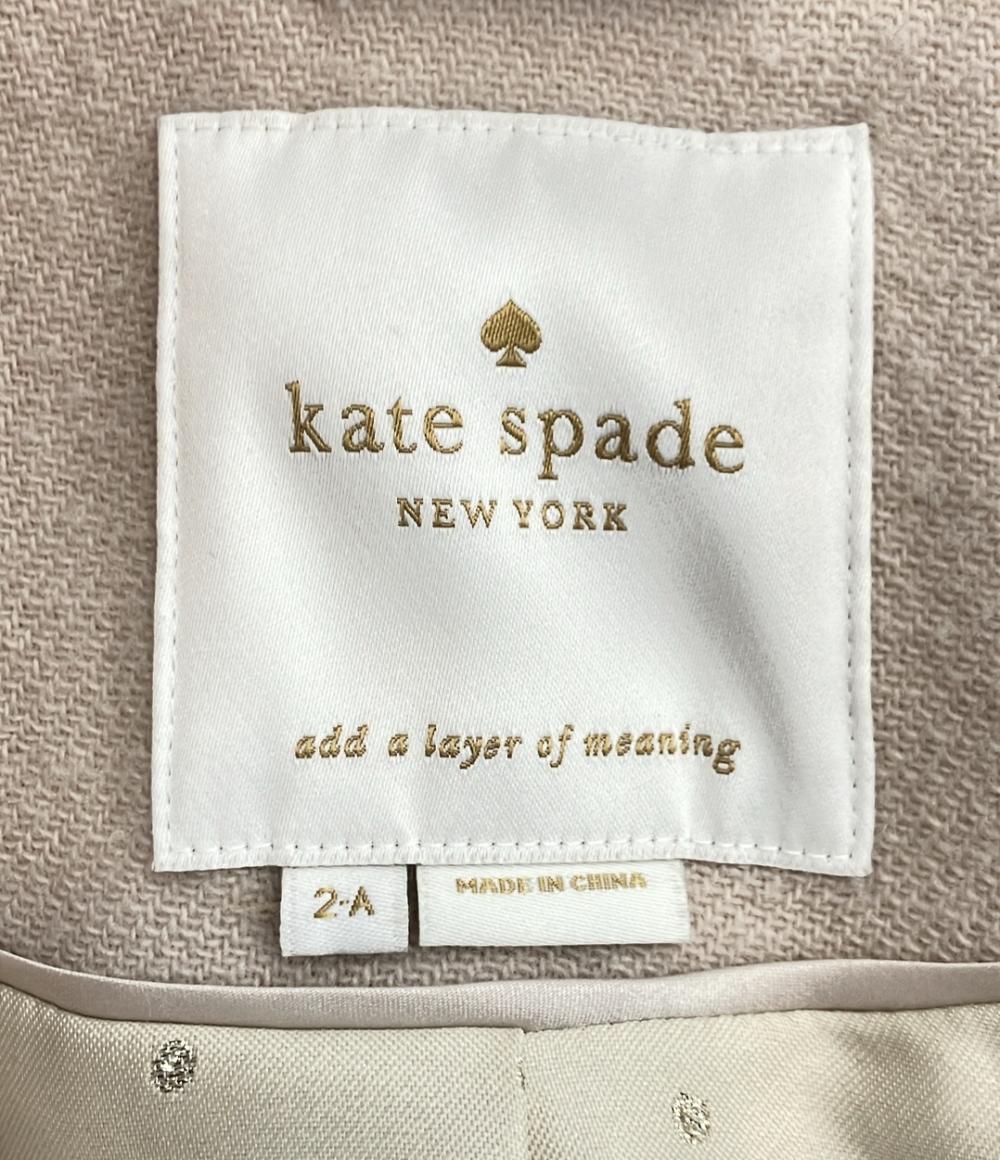 kate spade
NEW YORK
add a layer of meaning
2-A
MADE IN CHINA